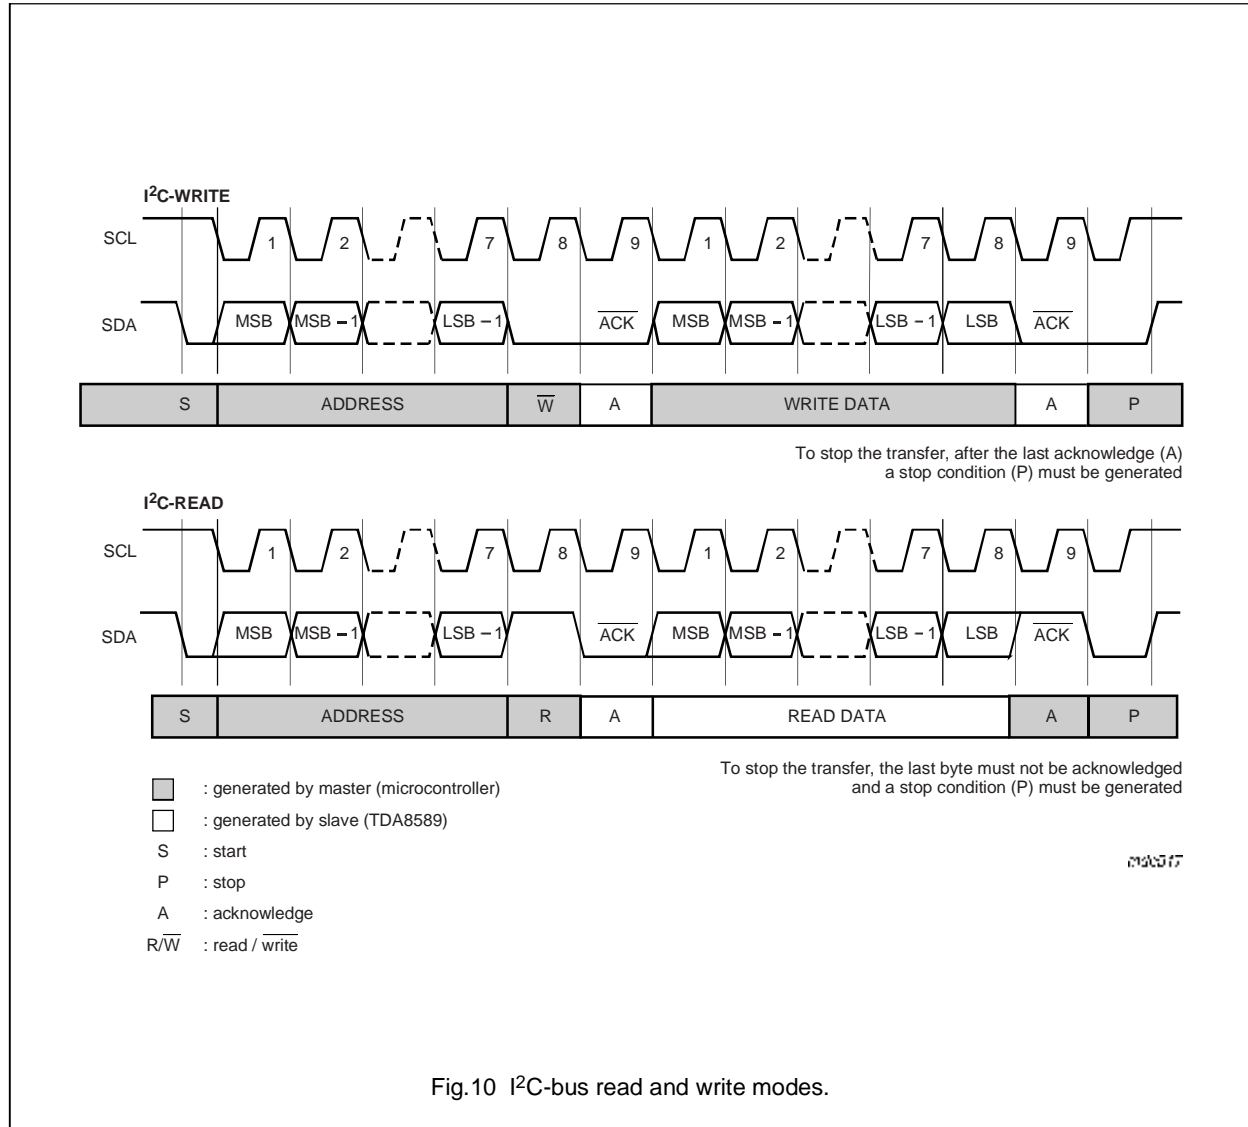 I²C-WRITE
SCL 1 2 7 8 9 1 2 7 8 9
SDA MSB MSB − 1 LSB − 1 ACK MSB MSB − 1 LSB − 1 LSB ACK
S ADDRESS W A WRITE DATA A P
To stop the transfer, after the last acknowledge (A)
a stop condition (P) must be generated
I²C-READ
SCL 1 2 7 8 9 1 2 7 8 9
SDA MSB MSB − 1 LSB − 1 ACK MSB MSB − 1 LSB − 1 LSB ACK
S ADDRESS R A READ DATA A P
To stop the transfer, the last byte must not be acknowledged
and a stop condition (P) must be generated
: generated by master (microcontroller)
: generated by slave (TDA8589)
S : start
P : stop
A : acknowledge
R/W : read / write
Fig.10 I²C-bus read and write modes.